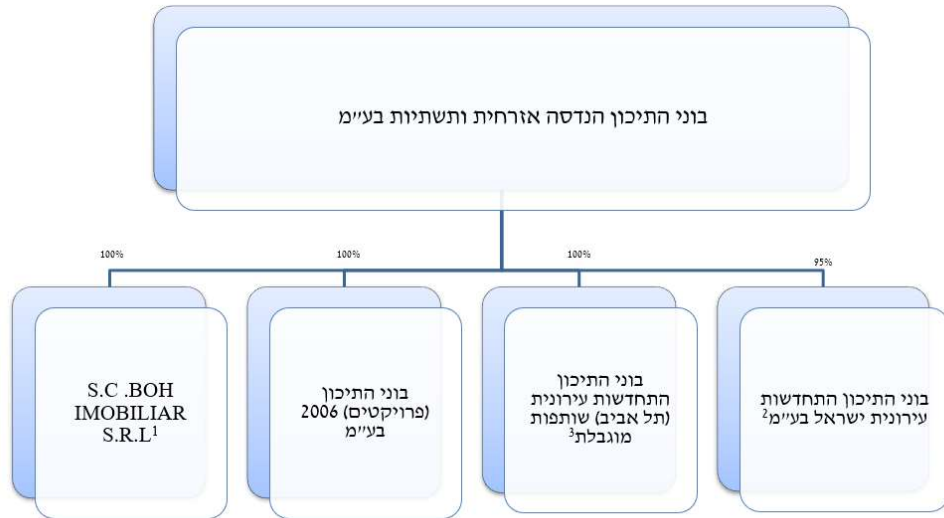 בוני התיכון הנדסה אזרחית ותשתיות בע״מ
95%
100%
100%
100%
בוני התיכון התחדשות
עירונית ישראל בע״מ²
בוני התיכון
התחדשות עירונית
(תל אביב) שותפות
מוגבלת³
בוני התיכון
(פרויקטים) 2006
בע״מ
S.C .BOH
IMOBILIAR
S.R.L¹